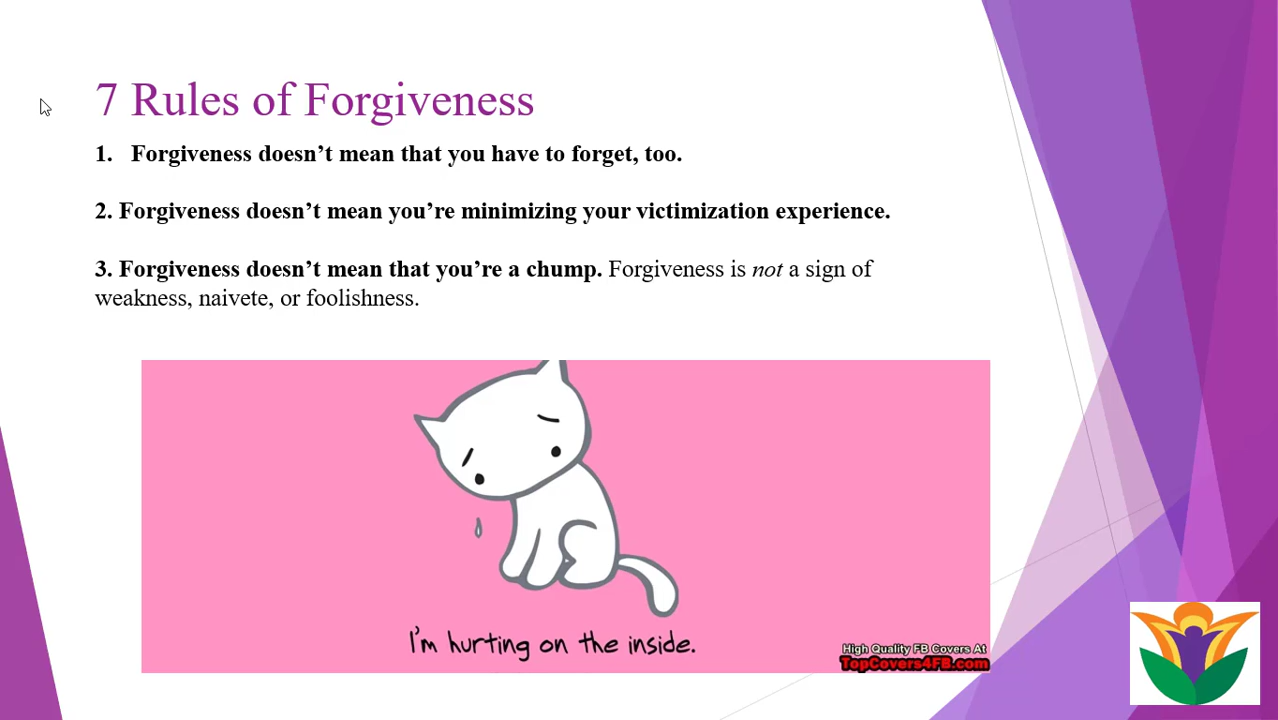 7 Rules of Forgiveness
1. Forgiveness doesn’t mean that you have to forget, too.
2. Forgiveness doesn’t mean you’re minimizing your victimization experience.
3. Forgiveness doesn’t mean that you’re a chump. Forgiveness is not a sign of
weakness, naivete, or foolishness.
I'm hurting on the inside.
High Quality FB Covers At
TopCovers4FB.com